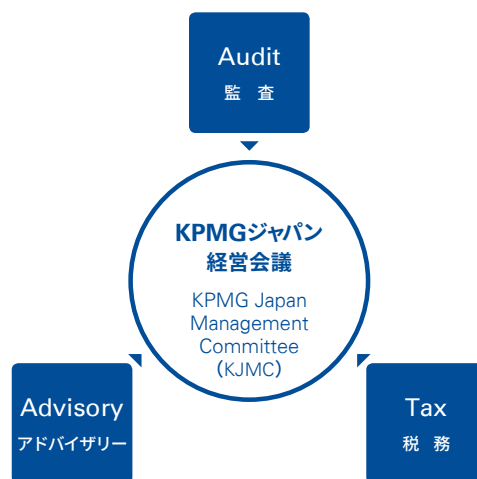 Audit
監 査
KPMGジャパン
経営会議
KPMG Japan
Management
Committee
(KJMC)
Advisory
アドバイザリー
Tax
税 務